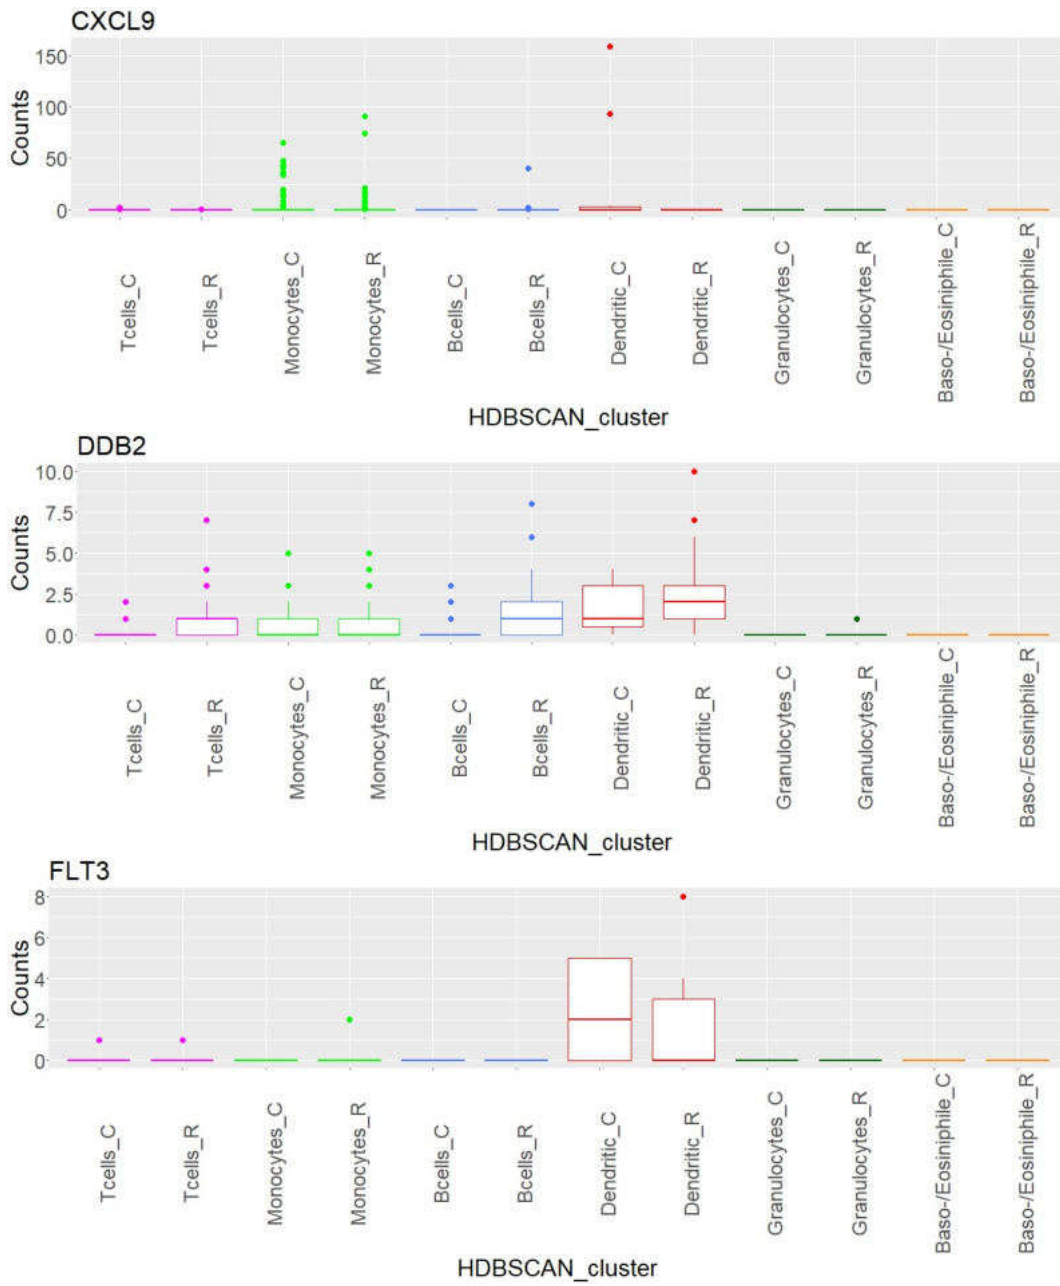 CXCL9
150
100
50
0
Counts
Tcells_C
Tcells_R
Monocytes_C
Monocytes_R
Bcells_C
Bcells_R
Dendritic_C
Dendritic_R
Granulocytes_C
Granulocytes_R
Baso-/Eosiniphile_C
Baso-/Eosiniphile_R
HDBSCAN_cluster
DDB2
10.0
7.5
5.0
2.5
0.0
Counts
Tcells_C
Tcells_R
Monocytes_C
Monocytes_R
Bcells_C
Bcells_R
Dendritic_C
Dendritic_R
Granulocytes_C
Granulocytes_R
Baso-/Eosiniphile_C
Baso-/Eosiniphile_R
HDBSCAN_cluster
FLT3
8
6
4
2
0
Counts
Tcells_C
Tcells_R
Monocytes_C
Monocytes_R
Bcells_C
Bcells_R
Dendritic_C
Dendritic_R
Granulocytes_C
Granulocytes_R
Baso-/Eosiniphile_C
Baso-/Eosiniphile_R
HDBSCAN_cluster